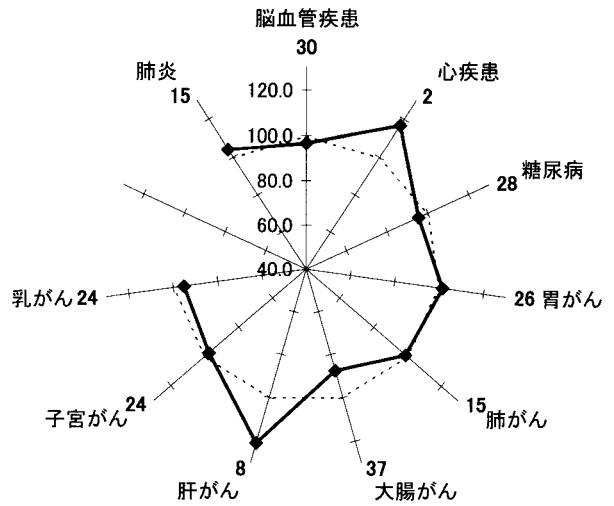 脳血管疾患
30
心疾患
2
糖尿病
28
26 胃がん
15
肺がん
37
大腸がん
8
肝がん
24
子宮がん
乳がん 24
肺炎
15
120.0
100.0
80.0
60.0
40.0